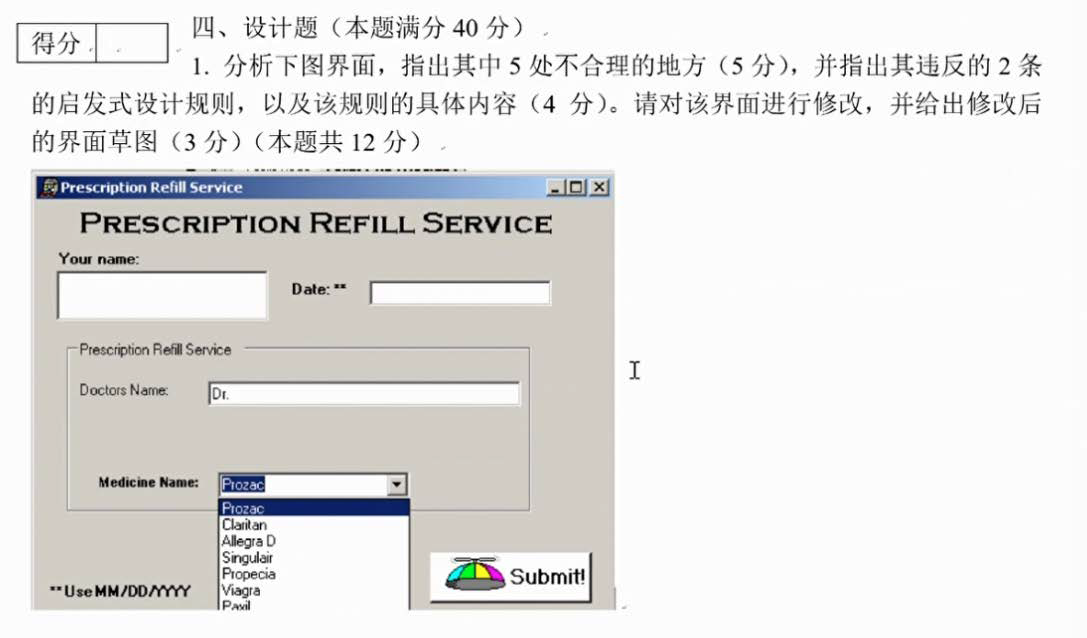 得分
四、设计题（本题满分 40 分）
1. 分析下图界面，指出其中 5 处不合理的地方（5 分），并指出其违反的 2 条
的启发式设计规则，以及该规则的具体内容（4 分）。请对该界面进行修改，并给出修改后
的界面草图（3 分）（本题共 12 分）
Prescription Refill Service
PRESCRIPTION REFILL SERVICE
Your name:
Date: **
Prescription Refill Service
Doctors Name:
Dr.
Medicine Name:
Prozac
Prozac
Claritan
Allegra D
Singulair
Propecia
Viagra
Paxil
Submit!
**Use MM/DD/YYYY